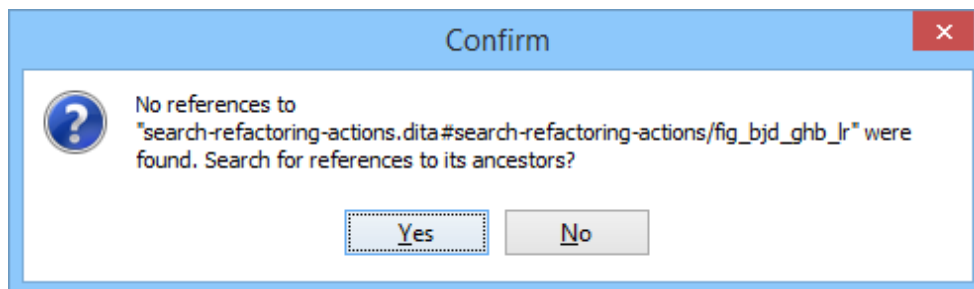 Confirm
No references to
"search-refactoring-actions.dita#search-refactoring-actions/fig_bjd_ghb_lr" were
found. Search for references to its ancestors?
Yes
No